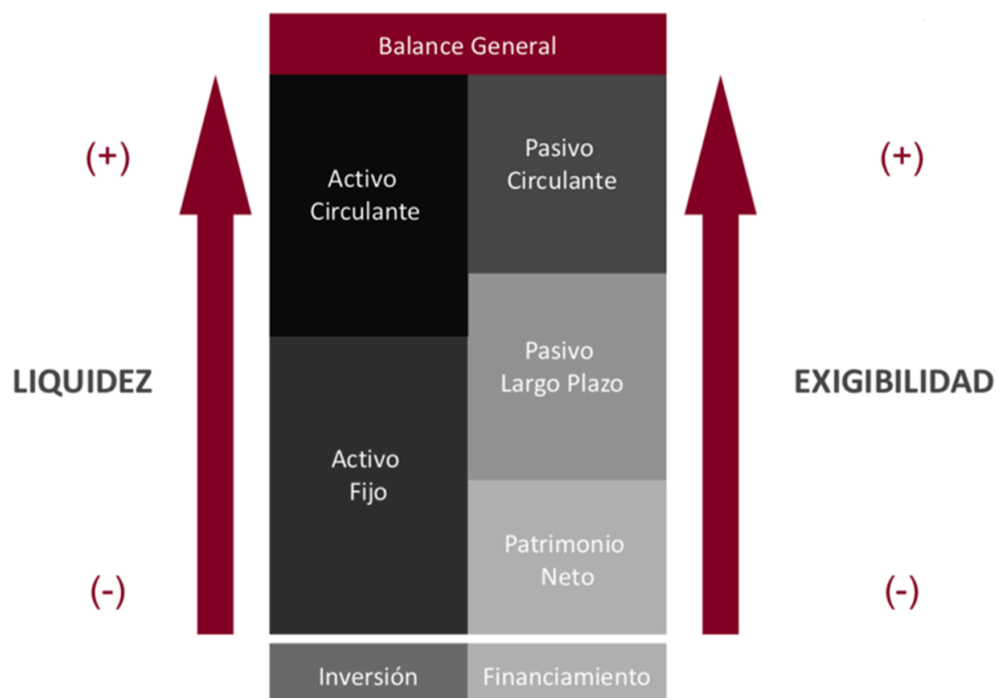 Balance General
(+)
Activo
Circulante
Pasivo
Circulante
(+)
LIQUIDEZ
Pasivo
Largo Plazo
EXIGIBILIDAD
Activo
Fijo
(-)
Patrimonio
Neto
(-)
Inversión
Financiamiento